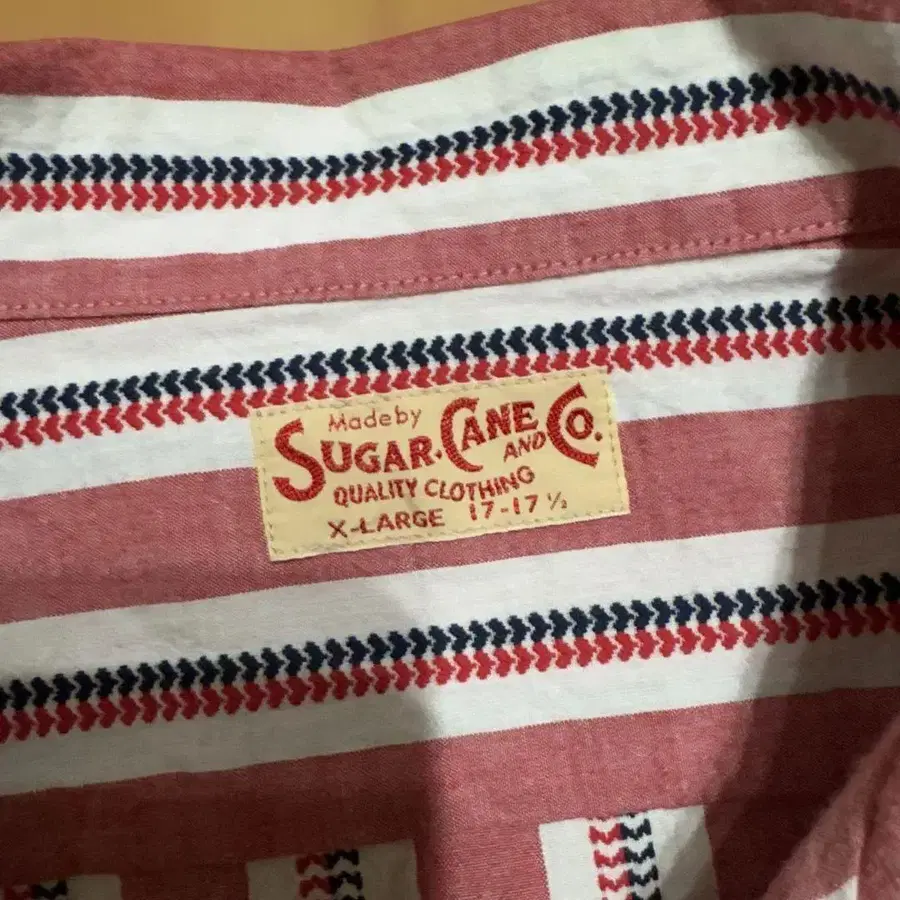 Made by
SUGAR·CANE AND CO.
QUALITY CLOTHING
X-LARGE 17-17 ½